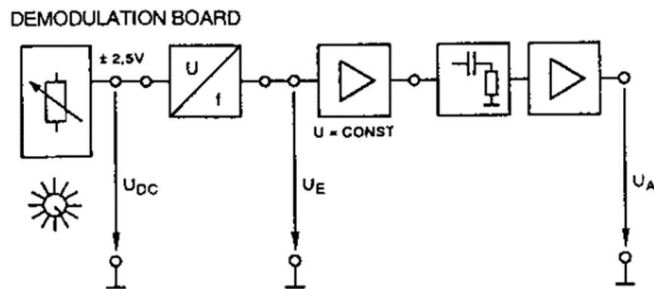 DEMODULATION BOARD
± 2,5V
U
f
U = CONST
UDC
UE
UA